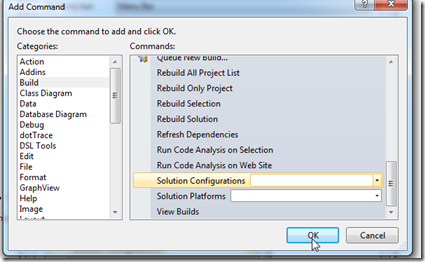 Add Command
Choose the command to add and click OK.
Categories:
Commands:
Action
Addins
Build
Class Diagram
Data
Database Diagram
Debug
dotTrace
DSL Tools
Edit
File
Format
GraphView
Help
Image
Layout
Queue New Build...
Rebuild All Project List
Rebuild Only Project
Rebuild Selection
Rebuild Solution
Refresh Dependencies
Run Code Analysis on Selection
Run Code Analysis on Web Site
Solution Configurations
Solution Platforms
View Builds
OK
Cancel